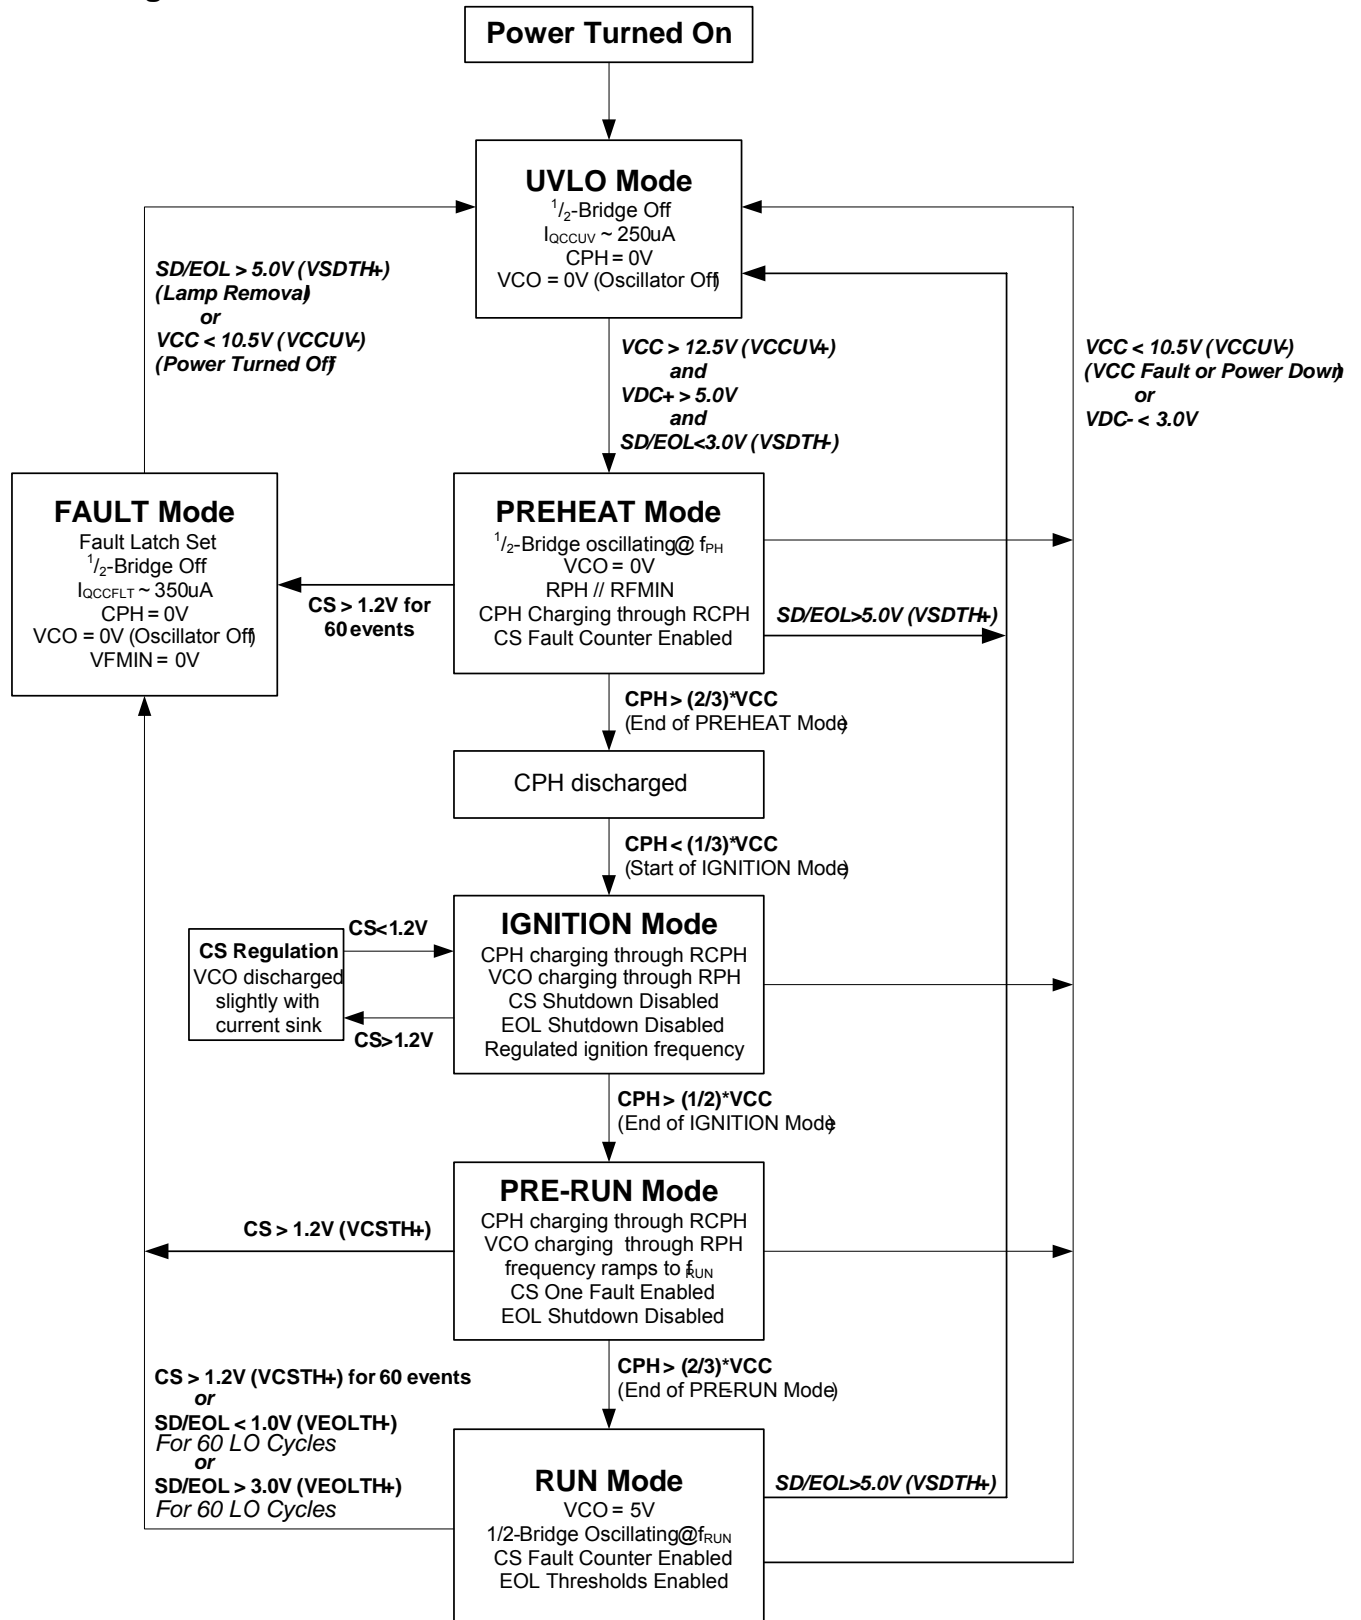 Power Turned On
UVLO Mode
1/2-Bridge Off
IQCCUV ~ 250uA
CPH = 0V
VCO = 0V (Oscillator Off)
SD/EOL > 5.0V (VSDTH+)
(Lamp Removal)
or
VCC < 10.5V (VCCUV-)
(Power Turned Off)
VCC > 12.5V (VCCUV+)
and
VDC+ > 5.0V
and
SD/EOL<3.0V (VSDTH-)
VCC < 10.5V (VCCUV-)
(VCC Fault or Power Down)
or
VDC- < 3.0V
FAULT Mode
Fault Latch Set
1/2-Bridge Off
IQCCFLT ~ 350uA
CPH = 0V
VCO = 0V (Oscillator Off)
VFMIN = 0V
CS > 1.2V for
60 events
PREHEAT Mode
1/2-Bridge oscillating@ fPH
VCO = 0V
RPH // RFMIN
CPH Charging through RCPH
CS Fault Counter Enabled
SD/EOL>5.0V (VSDTH+)
CPH > (2/3)*VCC
(End of PREHEAT Mode)
CPH discharged
CPH < (1/3)*VCC
(Start of IGNITION Mode)
CS Regulation
VCO discharged
slightly with
current sink
CS<1.2V
CS>1.2V
IGNITION Mode
CPH charging through RCPH
VCO charging through RPH
CS Shutdown Disabled
EOL Shutdown Disabled
Regulated ignition frequency
CPH > (1/2)*VCC
(End of IGNITION Mode)
CS > 1.2V (VCSTH+)
PRE-RUN Mode
CPH charging through RCPH
VCO charging through RPH
frequency ramps to fRUN
CS One Fault Enabled
EOL Shutdown Disabled
CPH > (2/3)*VCC
(End of PRE-RUN Mode)
CS > 1.2V (VCSTH+) for 60 events
or
SD/EOL < 1.0V (VEOLTH-)
For 60 LO Cycles
or
SD/EOL > 3.0V (VEOLTH+)
For 60 LO Cycles
RUN Mode
VCO = 5V
1/2-Bridge Oscillating@fRUN
CS Fault Counter Enabled
EOL Thresholds Enabled
SD/EOL>5.0V (VSDTH+)